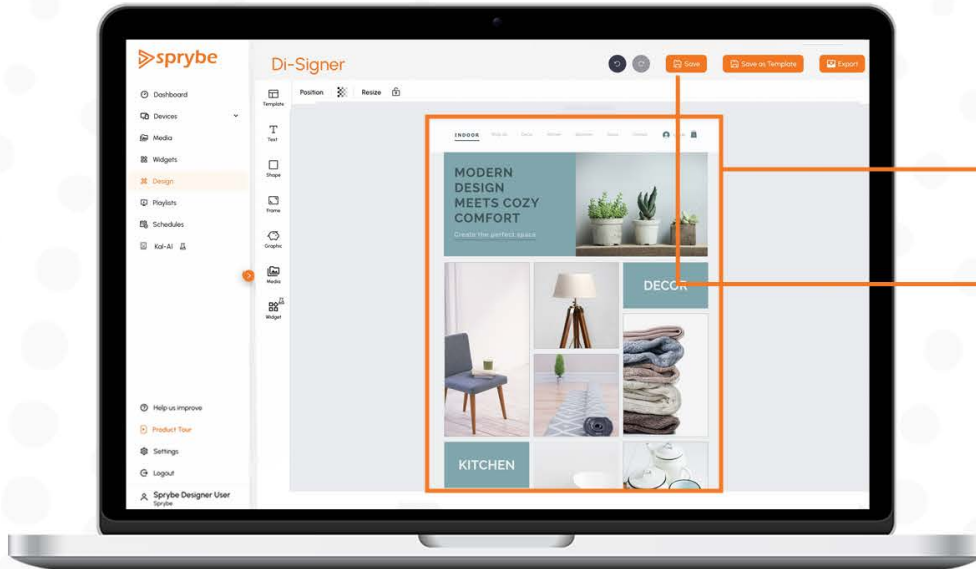 sprybe
Di-Signer
Save
Save as Template
Export
Dashboard
Devices
Media
Widgets
Design
Playlists
Schedules
Kal-AI
Help us improve
Product Tour
Settings
Logout
Sprybe Designer User
Sprybe
Template
Text
Shape
Frame
Graphic
Media
Widget
Position
Resize
INDOOR
MODERN
DESIGN
MEETS COZY
COMFORT
Create the perfect space
DECOR
KITCHEN